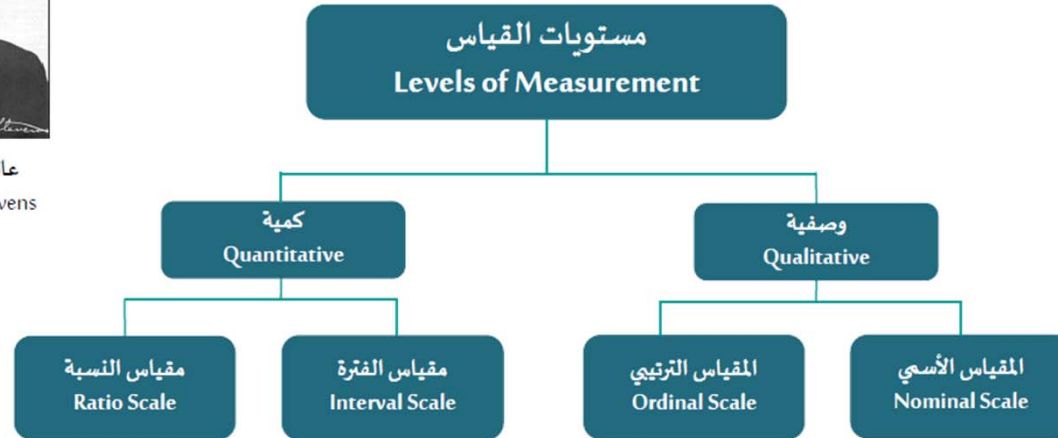 مستويات القياس
Levels of Measurement
وصفية
Qualitative
كمية
Quantitative
المقياس الأسمي
Nominal Scale
المقياس الترتيبي
Ordinal Scale
مقياس الفترة
Interval Scale
مقياس النسبة
Ratio Scale